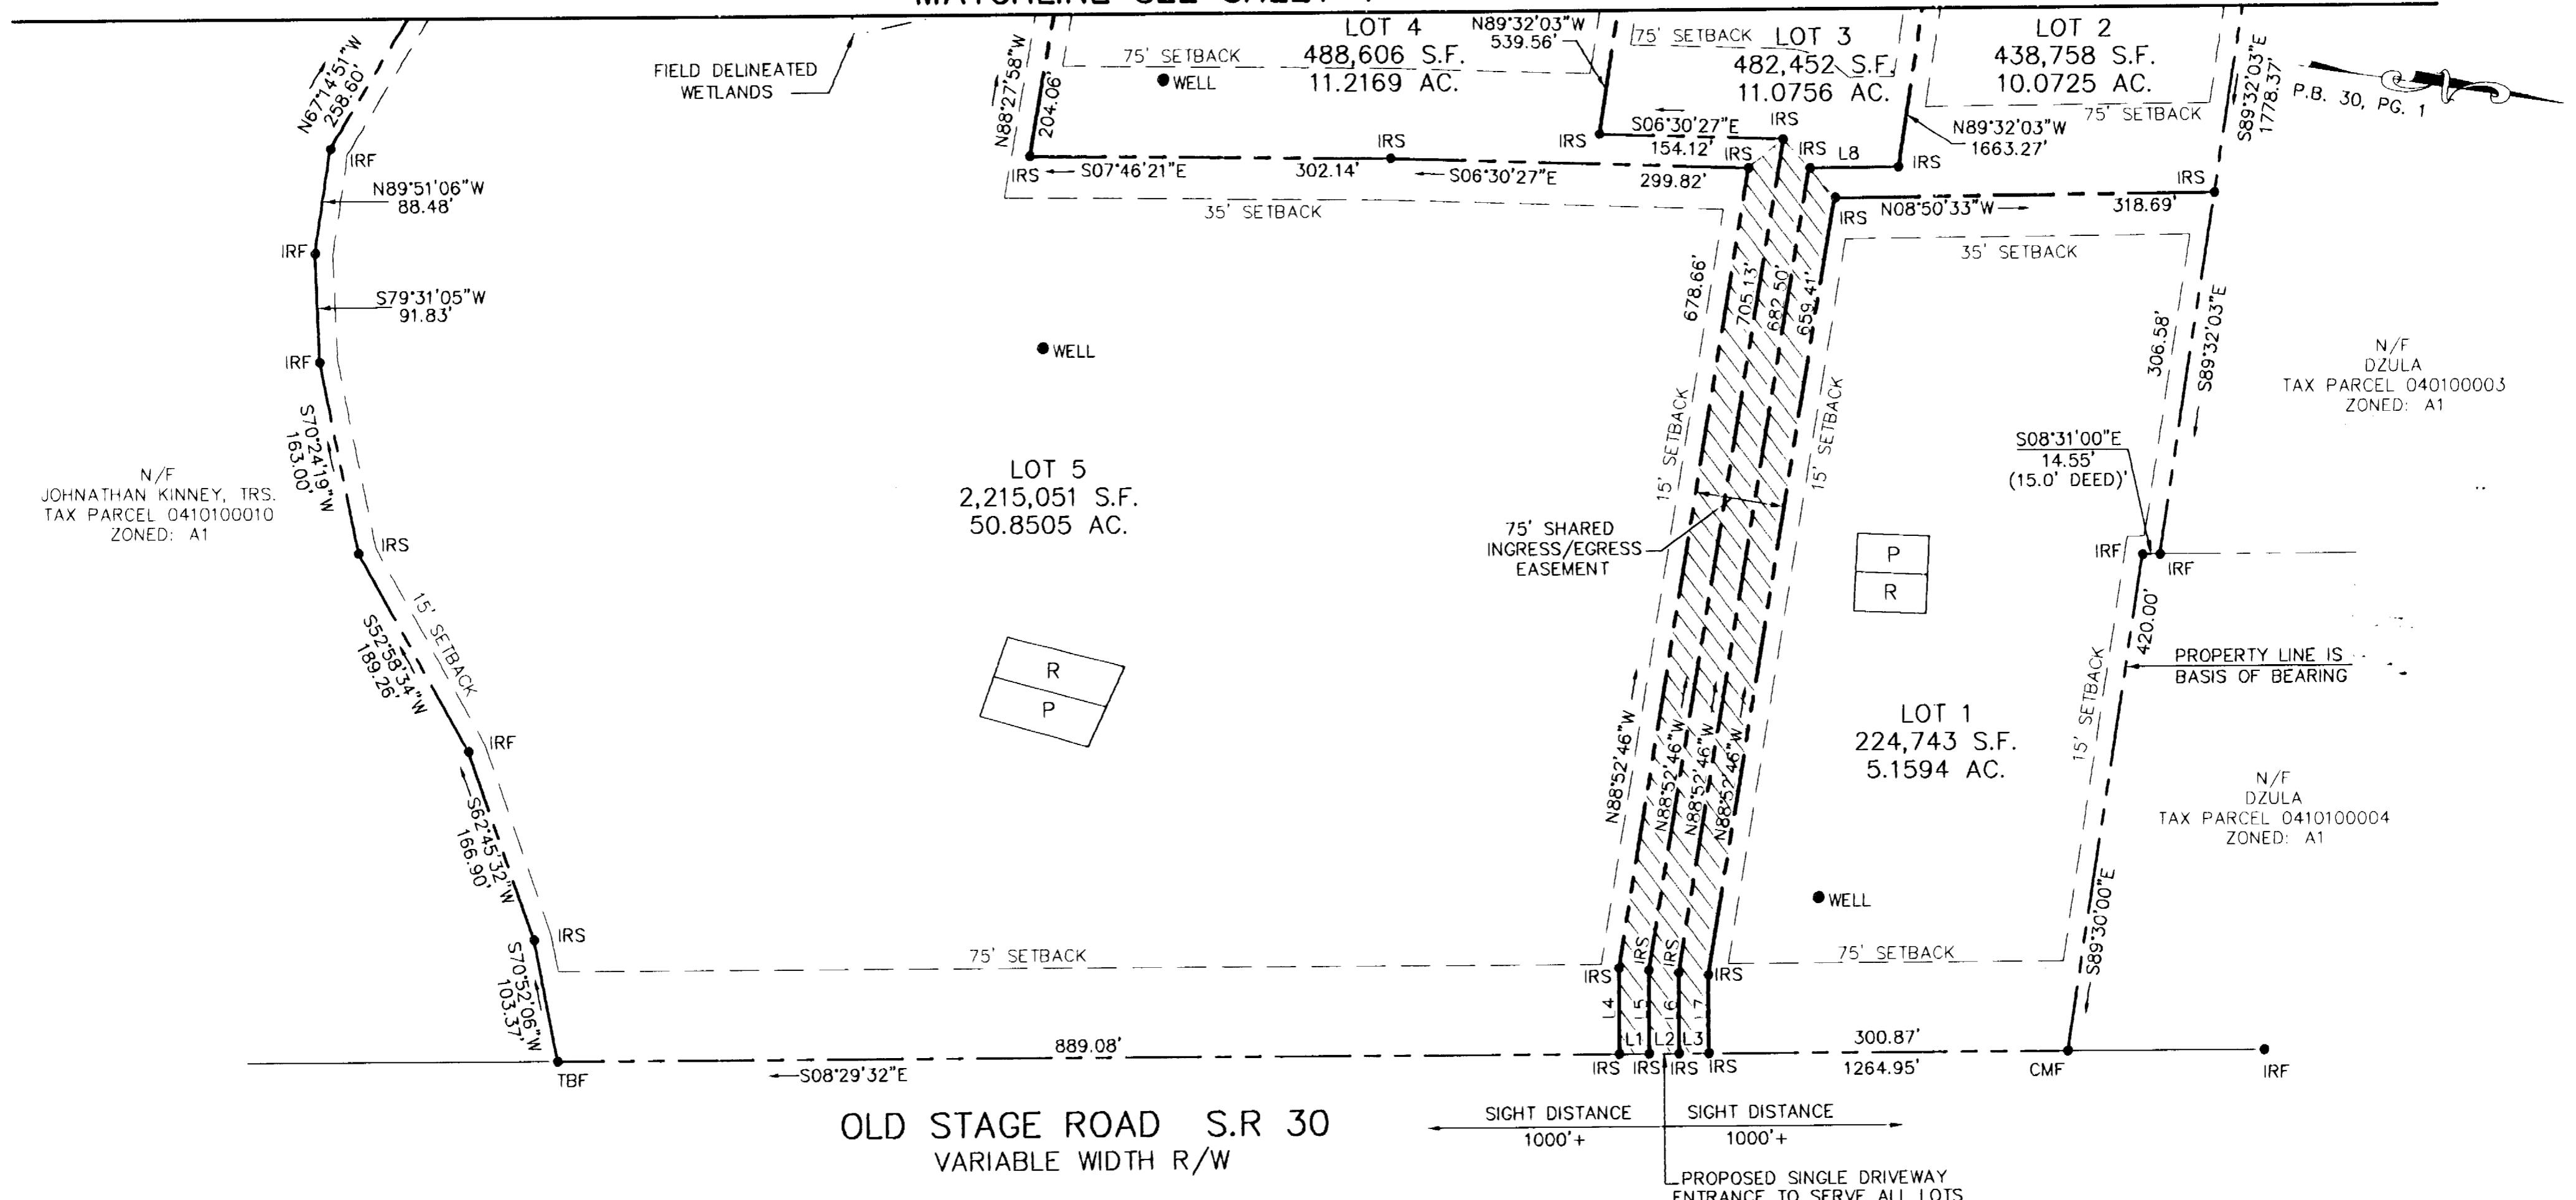 LOT 4
488,606 S.F.
11.2169 AC.
75' SETBACK
WELL
N89°32'03"W
539.56'
75' SETBACK
LOT 3
482,452 S.F.
11.0756 AC.
LOT 2
438,758 S.F.
10.0725 AC.
75' SETBACK
S89°32'03"E
1778.37'
P.B. 30, PG. 1
N67°14'51"W
258.60'
FIELD DELINEATED
WETLANDS
N88°27'58"W
204.06'
IRF
N89°51'06"W
88.48'
IRF
S79°31'05"W
91.83'
IRF
S70°24'19"W
163.00'
IRS
S52°58'34"W
189.26'
15' SETBACK
IRF
S62°45'32"W
166.90'
IRS
S70°52'06"W
103.37'
TBF
N/F
JOHNATHAN KINNEY, TRS.
TAX PARCEL 0410100010
ZONED: A1
IRS
S07°46'21"E
302.14'
IRS
S06°30'27"E
299.82'
IRS
S06°30'27"E
154.12'
IRS
IRS
IRS
L8
IRS
N89°32'03"W
1663.27'
IRS
N08°50'33"W
318.69'
IRS
35' SETBACK
35' SETBACK
WELL
LOT 5
2,215,051 S.F.
50.8505 AC.
R
P
678.66'
705.13'
682.50'
659.41'
15' SETBACK
15' SETBACK
75' SHARED
INGRESS/EGRESS
EASEMENT
N88°52'46"W
N88°52'46"W
N88°52'46"W
N88°52'46"W
P
R
306.58'
S89°32'03"E
N/F
DZULA
TAX PARCEL 040100003
ZONED: A1
S08°31'00"E
14.55'
(15.0' DEED)'
IRF
IRF
420.00'
PROPERTY LINE IS
BASIS OF BEARING
15' SETBACK
LOT 1
224,743 S.F.
5.1594 AC.
N/F
DZULA
TAX PARCEL 0410100004
ZONED: A1
WELL
S89°30'00"E
75' SETBACK
75' SETBACK
IRS
IRS
IRS
IRS
L4
L5
L6
L7
L1
L2
L3
889.08'
S08°29'32"E
IRS
IRS
IRS
IRS
300.87'
1264.95'
CMF
IRF
OLD STAGE ROAD S.R 30
VARIABLE WIDTH R/W
SIGHT DISTANCE
1000'+
SIGHT DISTANCE
1000'+
PROPOSED SINGLE DRIVEWAY
ENTRANCE TO SERVE ALL LOTS